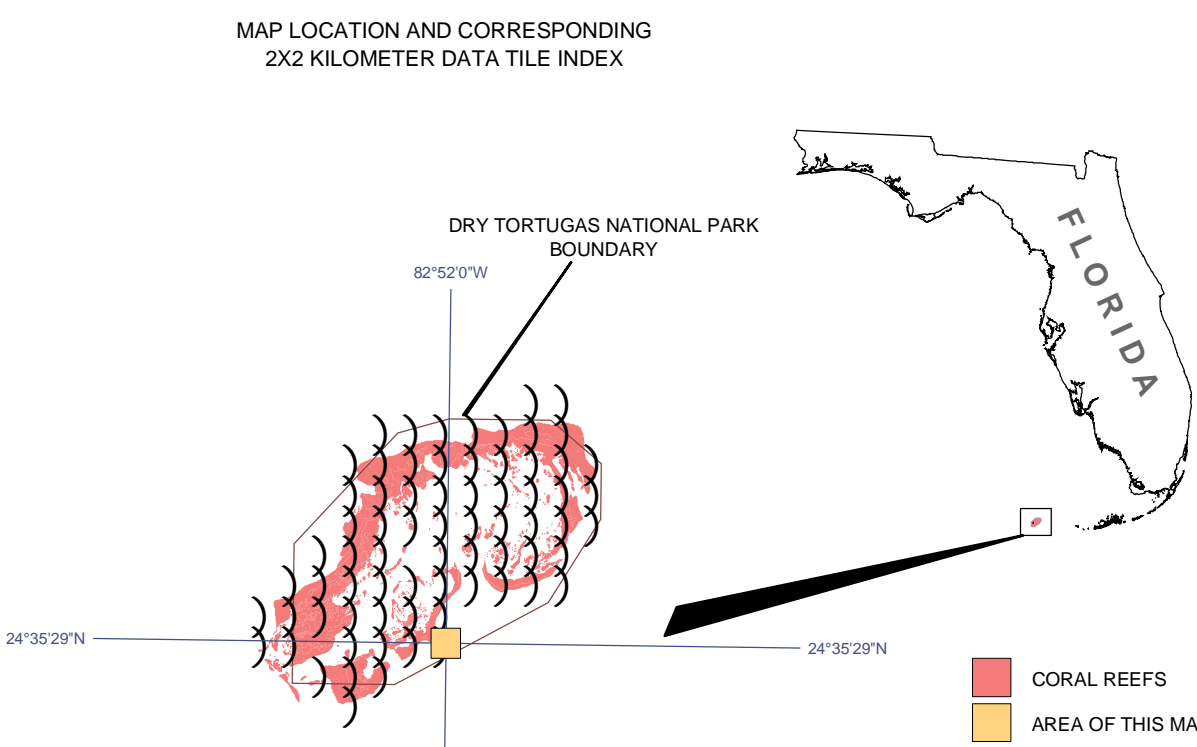 MAP LOCATION AND CORRESPONDING
2X2 KILOMETER DATA TILE INDEX
DRY TORTUGAS NATIONAL PARK
BOUNDARY
82°52'0"W
FLORIDA
24°35'29"N
24°35'29"N
CORAL REEFS
AREA OF THIS MA